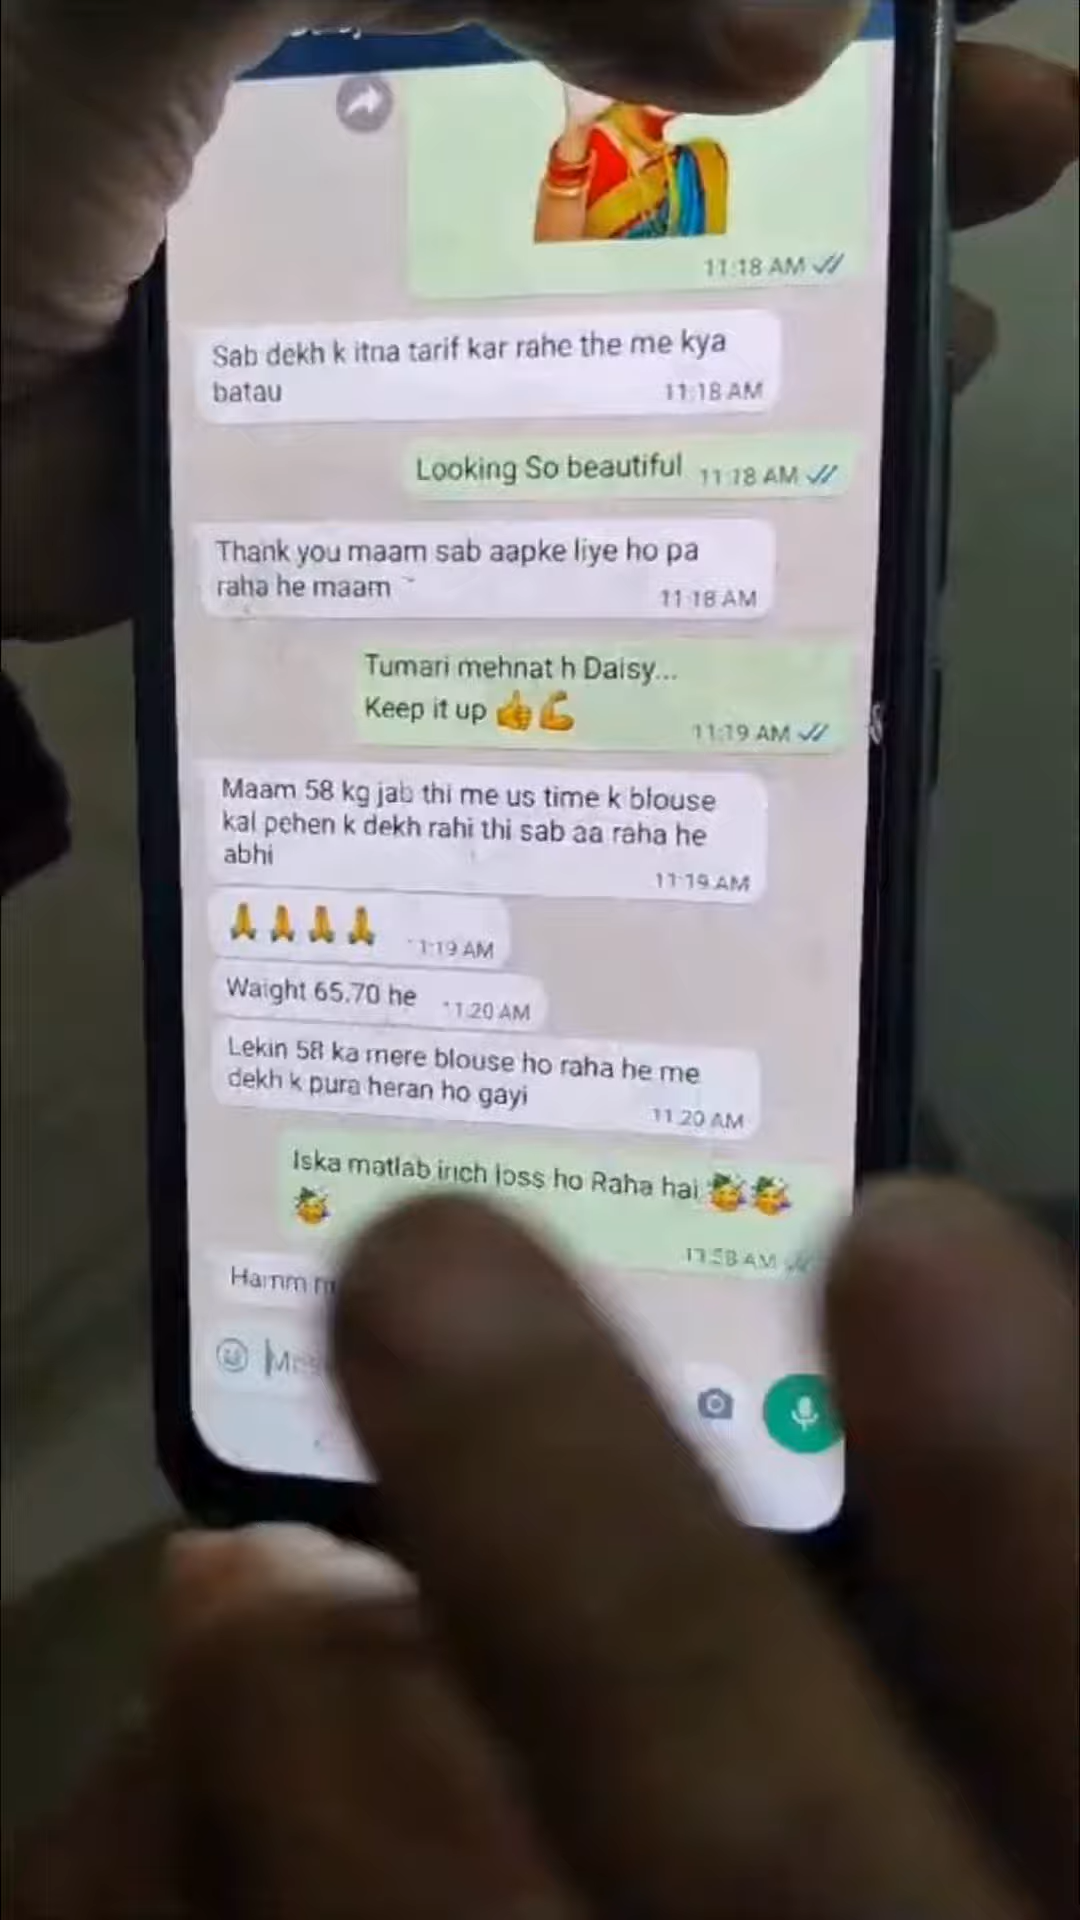 11:18 AM
Sab dekh k itna tarif kar rahe the me kya
batau 11:18 AM
Looking So beautiful 11:18 AM
Thank you maam sab aapke liye ho pa
raha he maam 11:18 AM
Tumari mehnat h Daisy...
Keep it up 👍💪 11:19 AM
Maam 58 kg jab thi me us time k blouse
kal pehen k dekh rahi thi sab aa raha he
abhi 11:19 AM
🙏🙏🙏🙏 11:19 AM
Waight 65.70 he 11:20 AM
Lekin 58 ka mere blouse ho raha he me
dekh k pura heran ho gayi 11:20 AM
Iska matlab inch loss ho Raha hai 🥳🥳
🥳 11:58 AM
Hamm